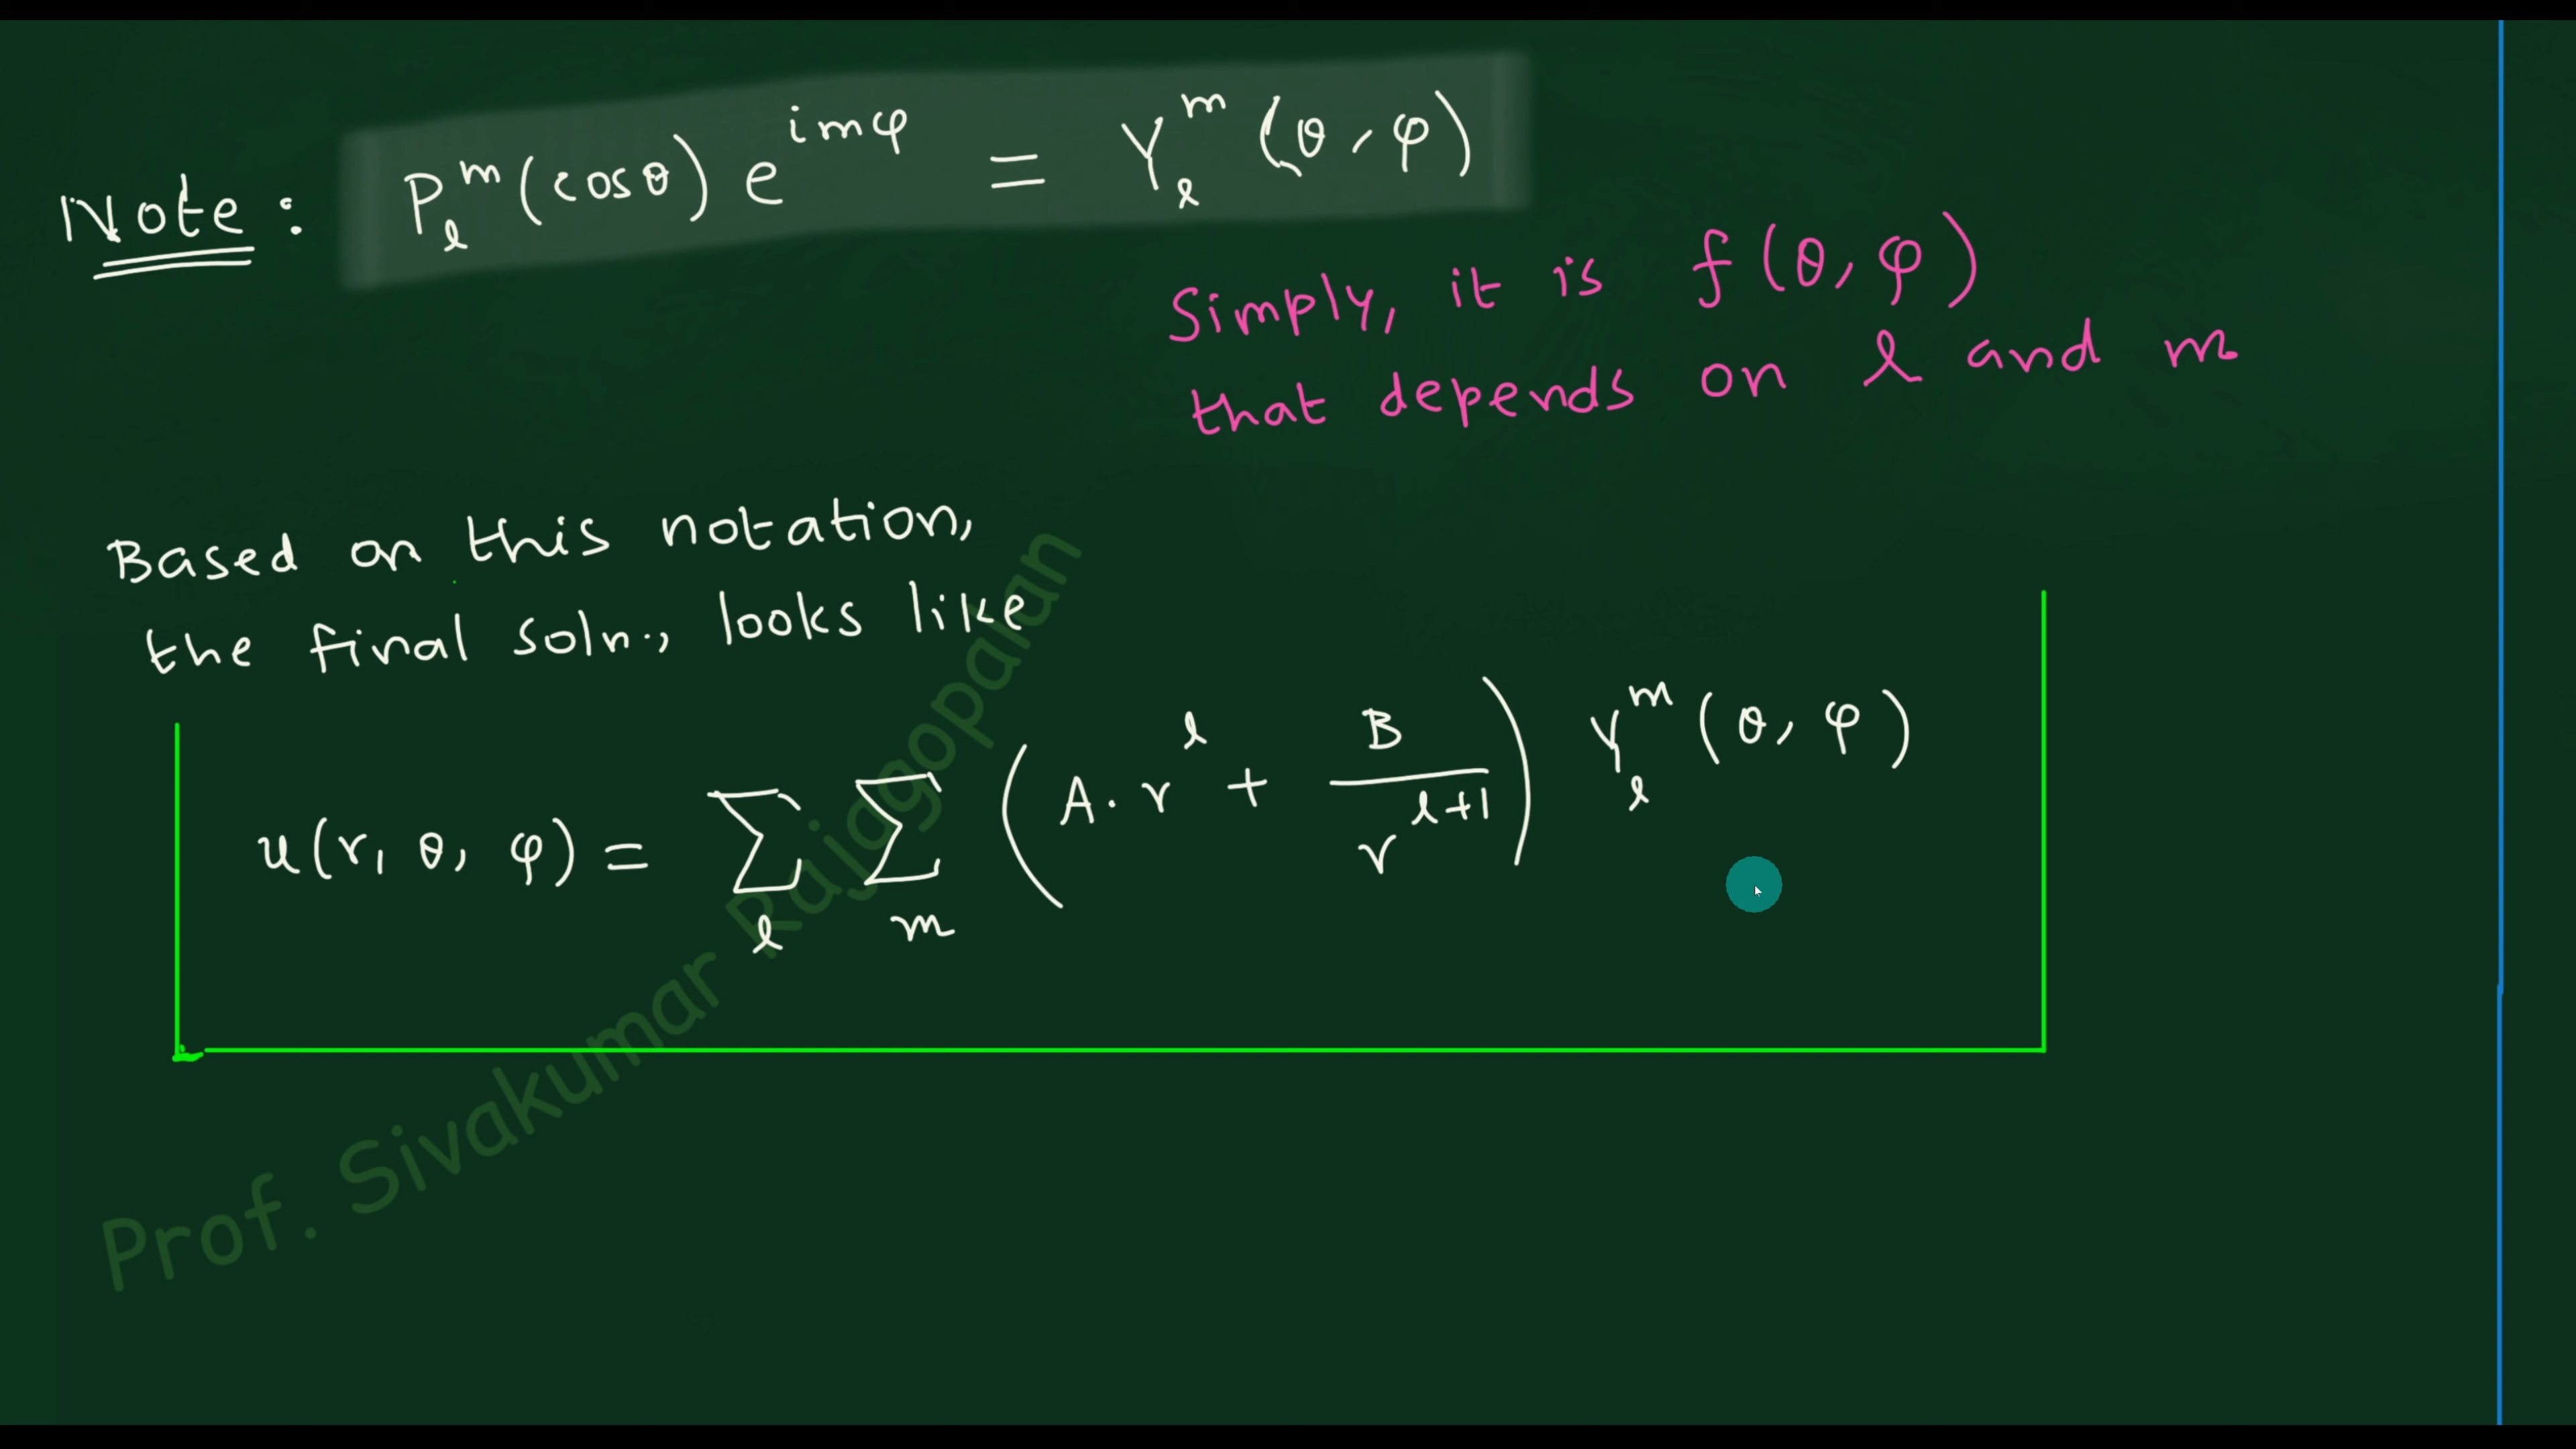 Note : P_l^m (cosθ) e^{imφ} = Y_l^m (θ, φ)
Simply, it is f(θ, φ)
that depends on l and m
Based on this notation,
the final soln., looks like
u(r, θ, φ) = Σ_l Σ_m (A · r^l + B / r^{l+1}) Y_l^m (θ, φ)
Prof. Sivakumar Rajagopalan